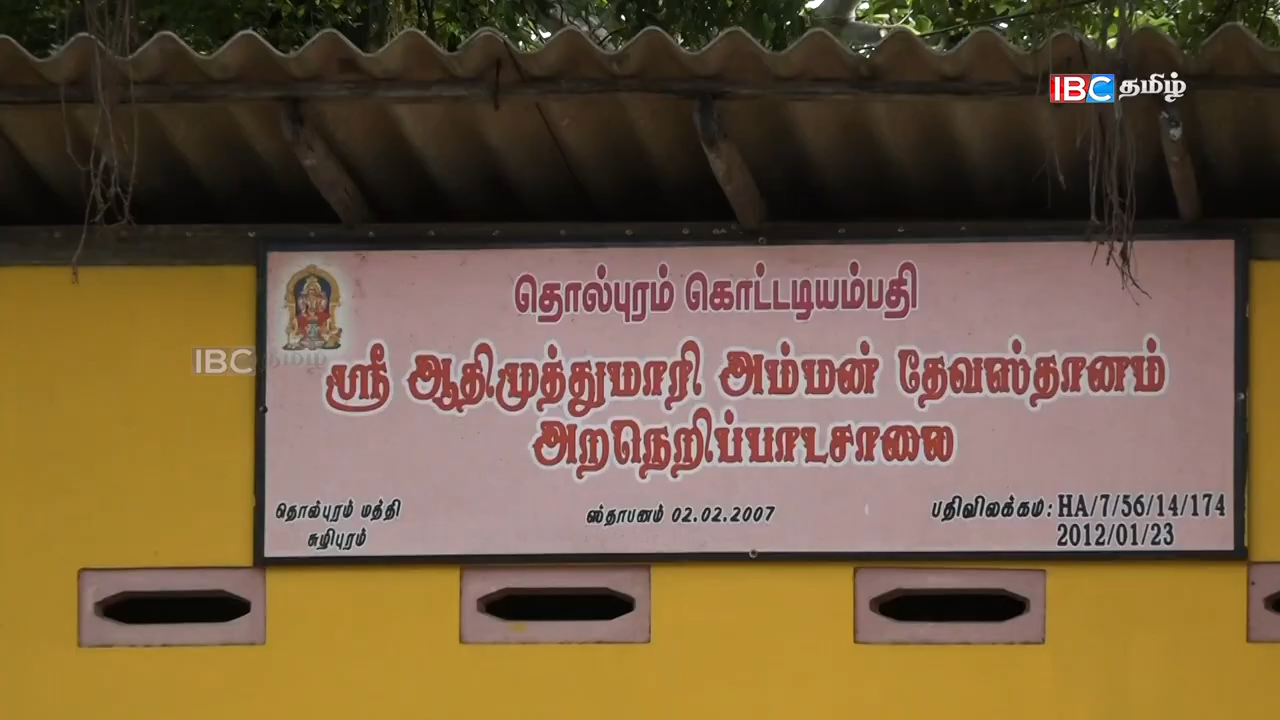 IBC தமிழ்
தொல்புரம் கொட்டடியம்பதி
ஸ்ரீ ஆதிமுத்துமாரி அம்மன் தேவஸ்தானம்
IBC தமிழ்
அறநெறிப்பாடசாலை
தொல்புரம் மத்தி
சுழிபுரம்
ஸ்தாபனம் 02.02.2007
பதிவிலக்கம்: HA/7/56/14/174
2012/01/23